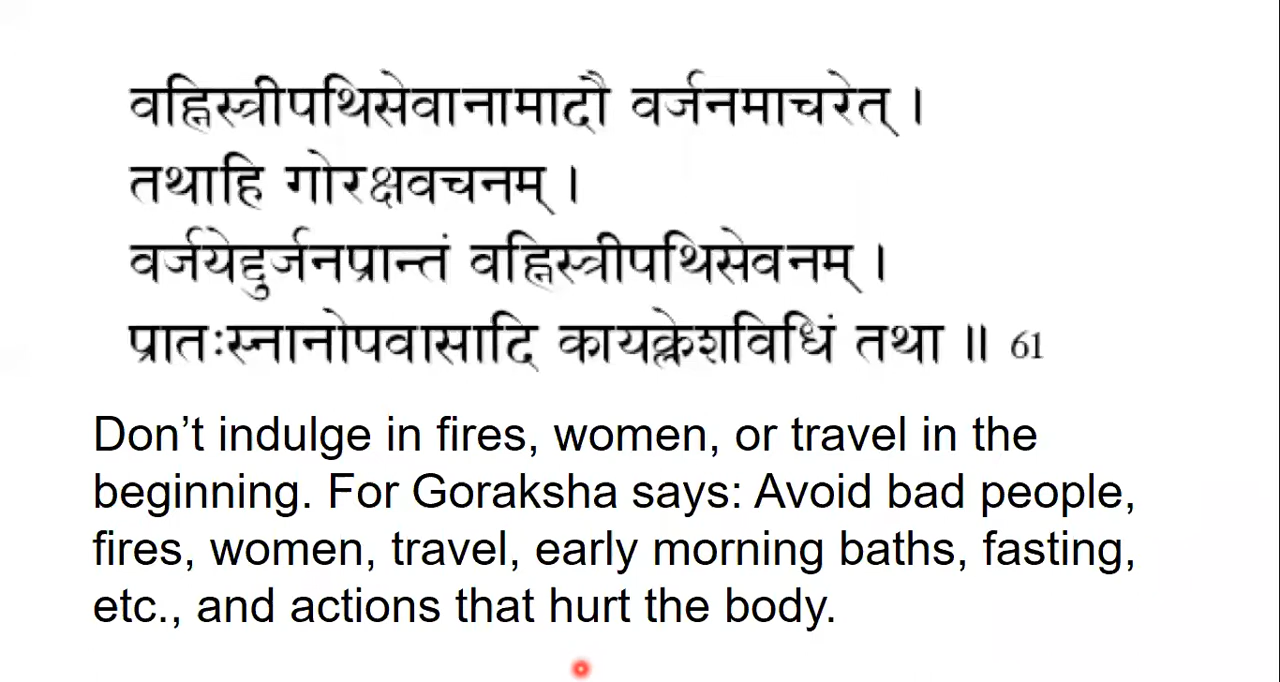 वह्निस्त्रीपथिसेवानामादौ वर्जनमाचरेत् ।
तथाहि गोरक्षवचनम् ।
वर्जयेद्दुर्जनप्रान्तं वह्निस्त्रीपथिसेवनम् ।
प्रातःस्नानोपवासादि कायक्लेशविधिं तथा ॥ 61
Don’t indulge in fires, women, or travel in the
beginning. For Goraksha says: Avoid bad people,
fires, women, travel, early morning baths, fasting,
etc., and actions that hurt the body.